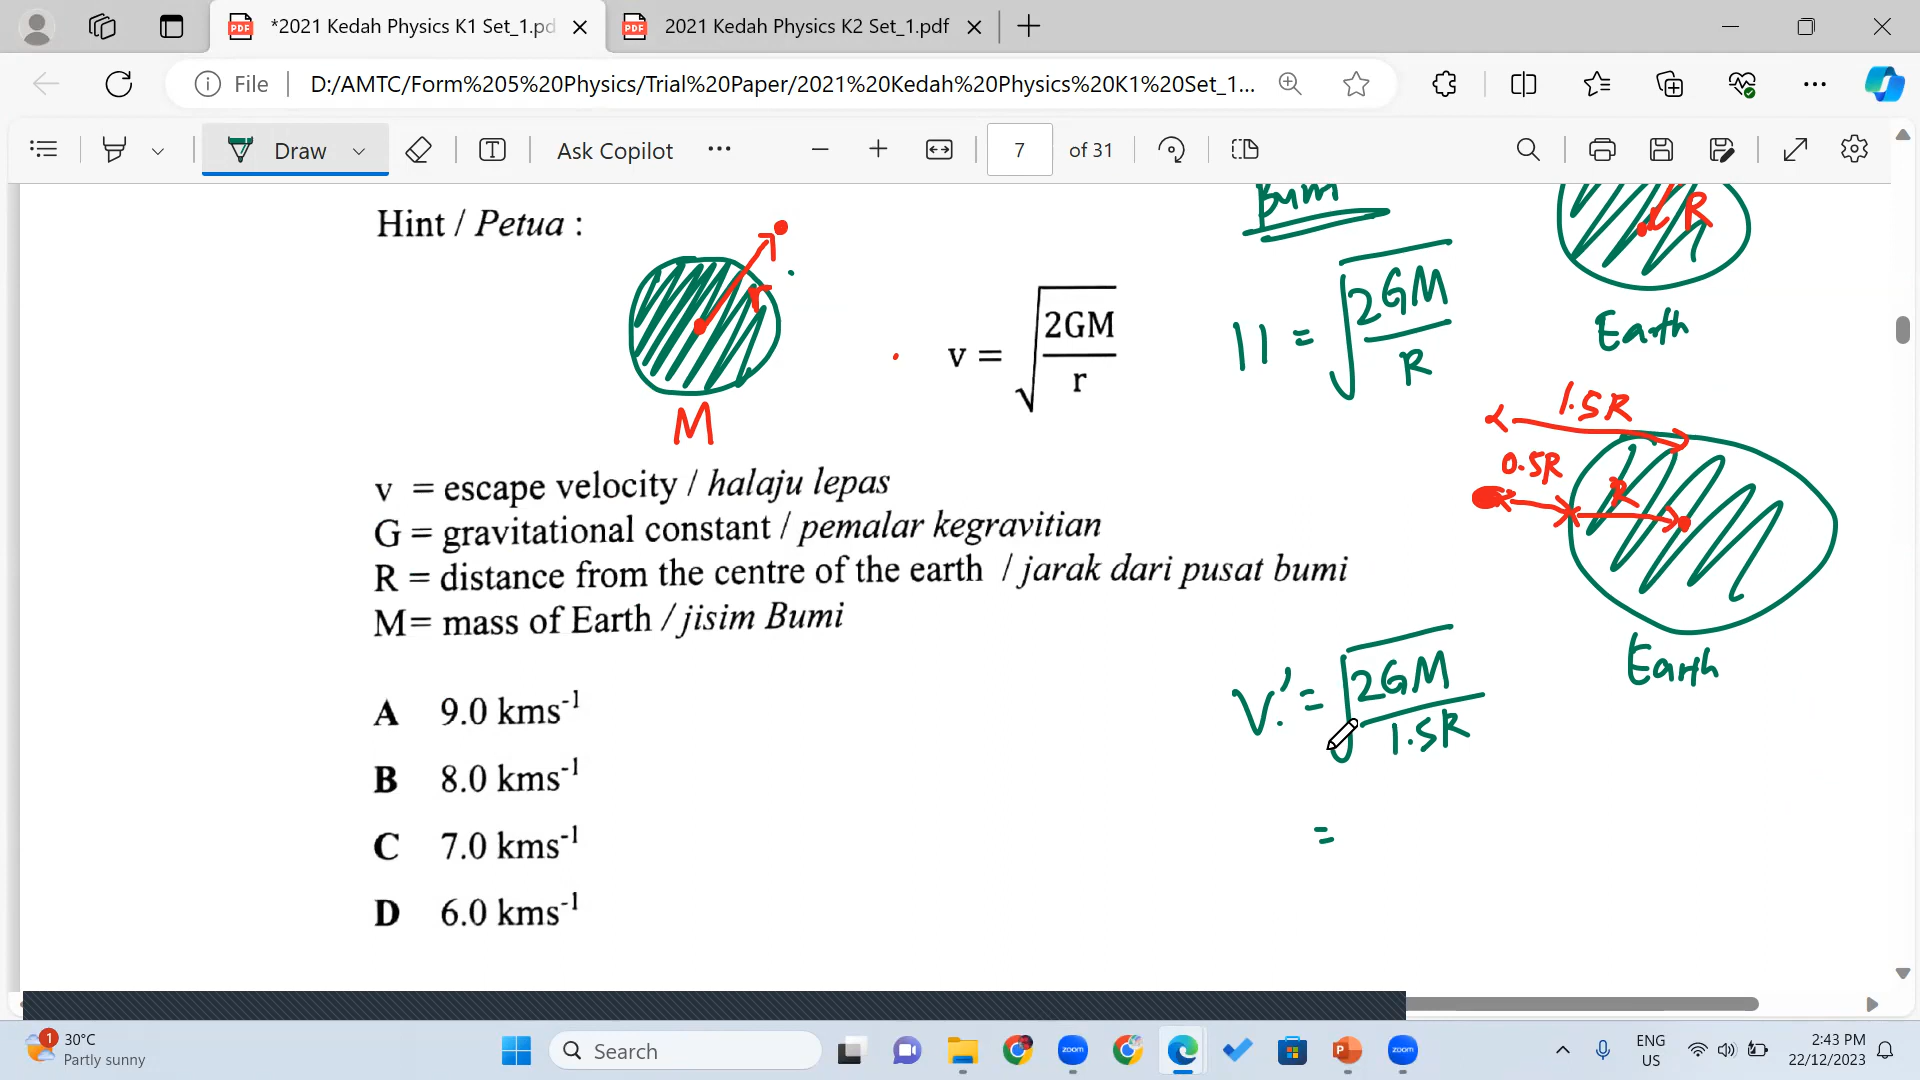 *2021 Kedah Physics K1 Set_1.pd
2021 Kedah Physics K2 Set_1.pdf
File
D:/AMTC/Form%205%20Physics/Trial%20Paper/2021%20Kedah%20Physics%20K1%20Set_1...
Draw
Ask Copilot
7 of 31
Bumi
R
Earth
Hint / Petua :
r
M
v = √ 2GM / r
11 = √ 2GM / R
1.5R
0.5R
R
Earth
v = escape velocity / halaju lepas
G = gravitational constant / pemalar kegravitian
R = distance from the centre of the earth / jarak dari pusat bumi
M= mass of Earth / jisim Bumi
V' = √ 2GM / 1.5R
=
A 9.0 kms⁻¹
B 8.0 kms⁻¹
C 7.0 kms⁻¹
D 6.0 kms⁻¹
1
30°C
Partly sunny
Search
zoom
zoom
ENG
US
2:43 PM
22/12/2023